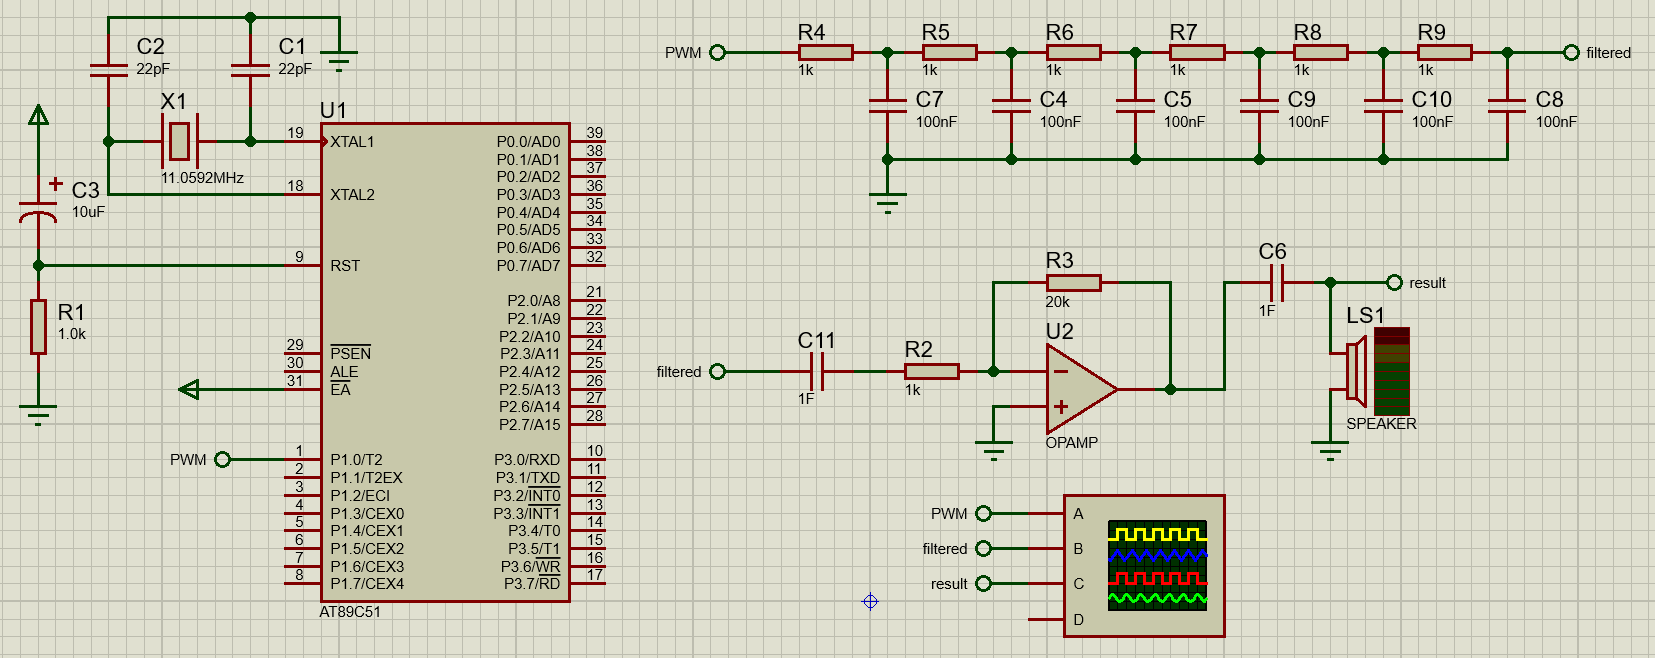 C2
22pF
C1
22pF
X1
11.0592MHz
C3
10uF
R1
1.0k
U1
19 XTAL1
18 XTAL2
9 RST
29 PSEN
30 ALE
31 EA
PWM
1 P1.0/T2
2 P1.1/T2EX
3 P1.2/ECI
4 P1.3/CEX0
5 P1.4/CEX1
6 P1.5/CEX2
7 P1.6/CEX3
8 P1.7/CEX4
P0.0/AD0 39
P0.1/AD1 38
P0.2/AD2 37
P0.3/AD3 36
P0.4/AD4 35
P0.5/AD5 34
P0.6/AD6 33
P0.7/AD7 32
P2.0/A8 21
P2.1/A9 22
P2.2/A10 23
P2.3/A11 24
P2.4/A12 25
P2.5/A13 26
P2.6/A14 27
P2.7/A15 28
P3.0/RXD 10
P3.1/TXD 11
P3.2/INT0 12
P3.3/INT1 13
P3.4/T0 14
P3.5/T1 15
P3.6/WR 16
P3.7/RD 17
AT89C51
PWM
R4
1k
R5
1k
R6
1k
R7
1k
R8
1k
R9
1k
filtered
C7
100nF
C4
100nF
C5
100nF
C9
100nF
C10
100nF
C8
100nF
filtered
C11
1F
R2
1k
R3
20k
U2
OPAMP
C6
1F
result
LS1
SPEAKER
PWM A
filtered B
result C
D